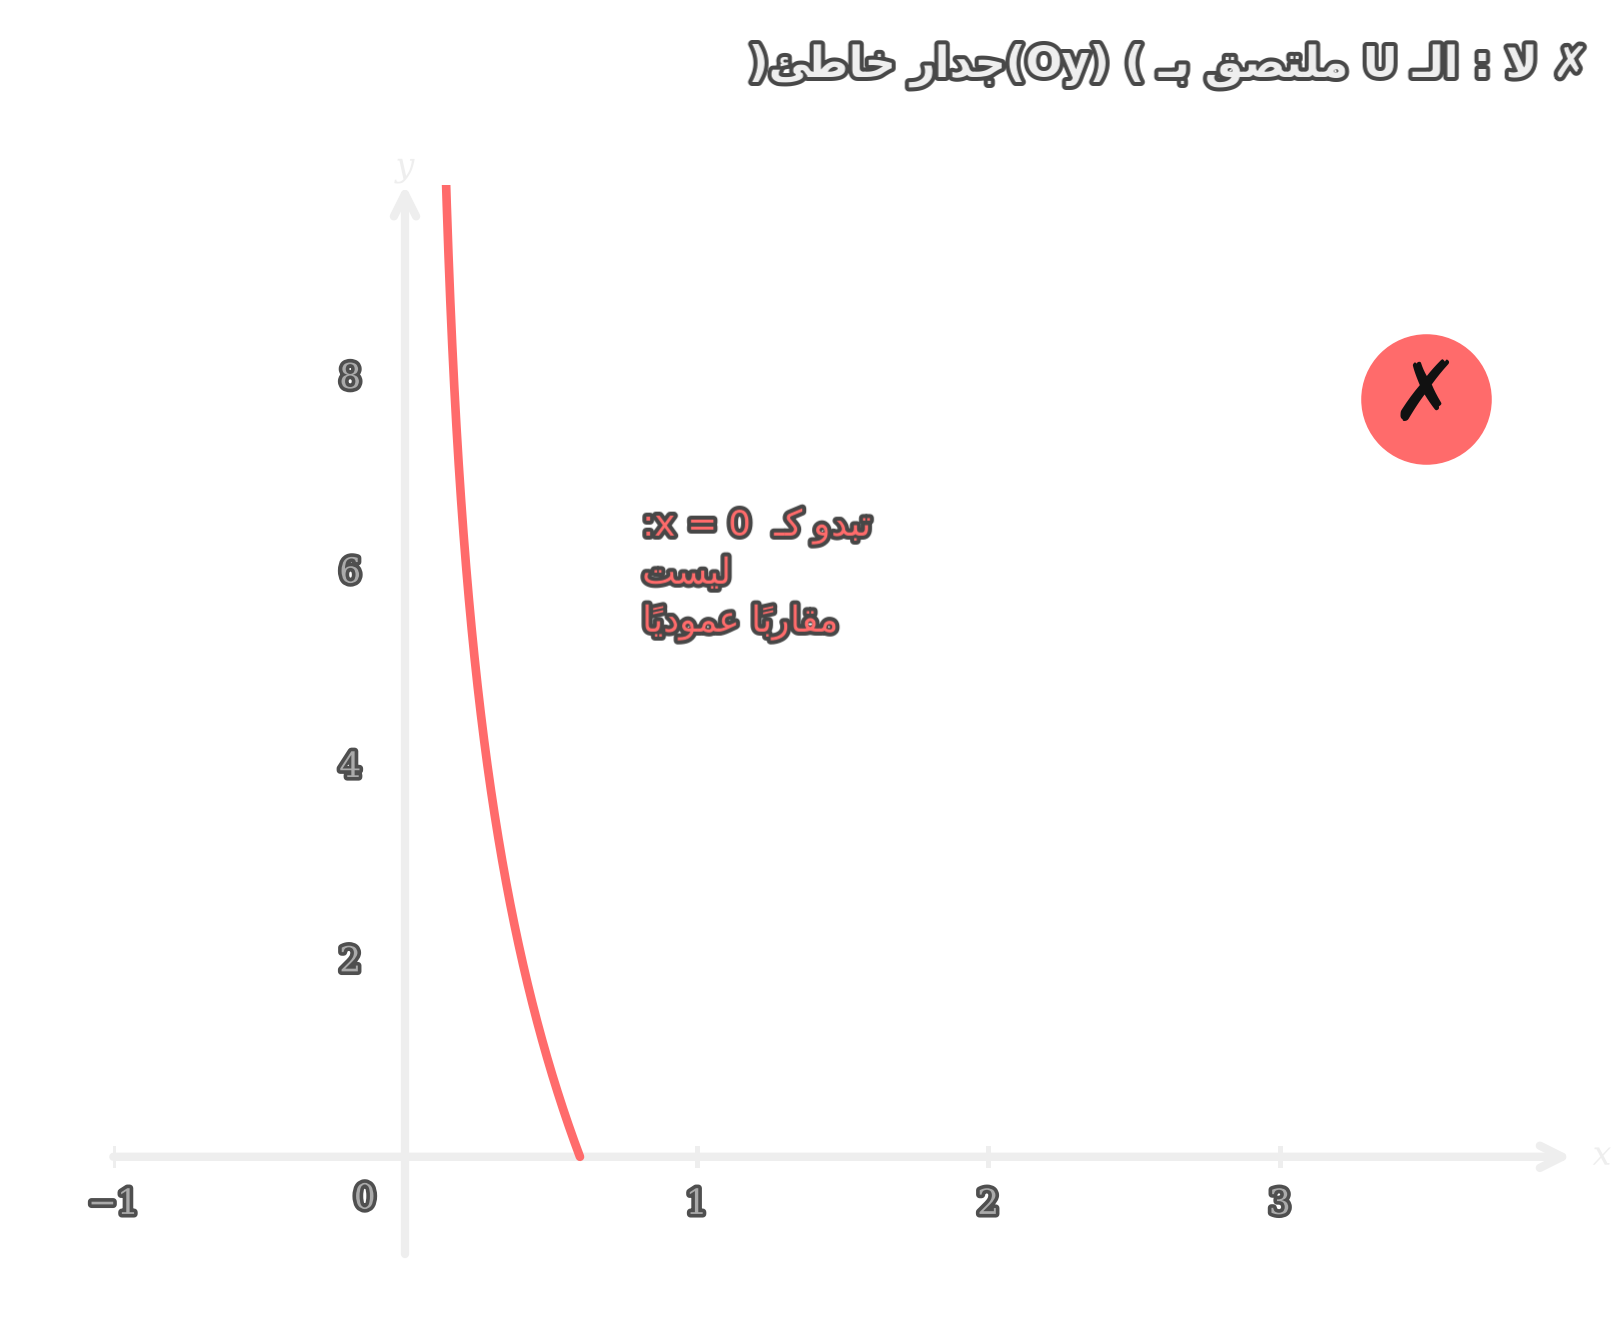 ✗ لا : الـ U ملتصق بـ ) (Oy)جدار خاطئ(
y
8
تبدو كـ x = 0:
ليست
مقاربًا عموديًا
6
4
2
x
−1 0 1 2 3
✗